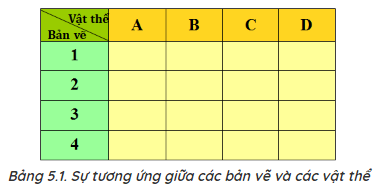 Vật thể
Bản vẽ
A B C D
1
2
3
4
Bảng 5.1. Sự tương ứng giữa các bản vẽ và các vật thể